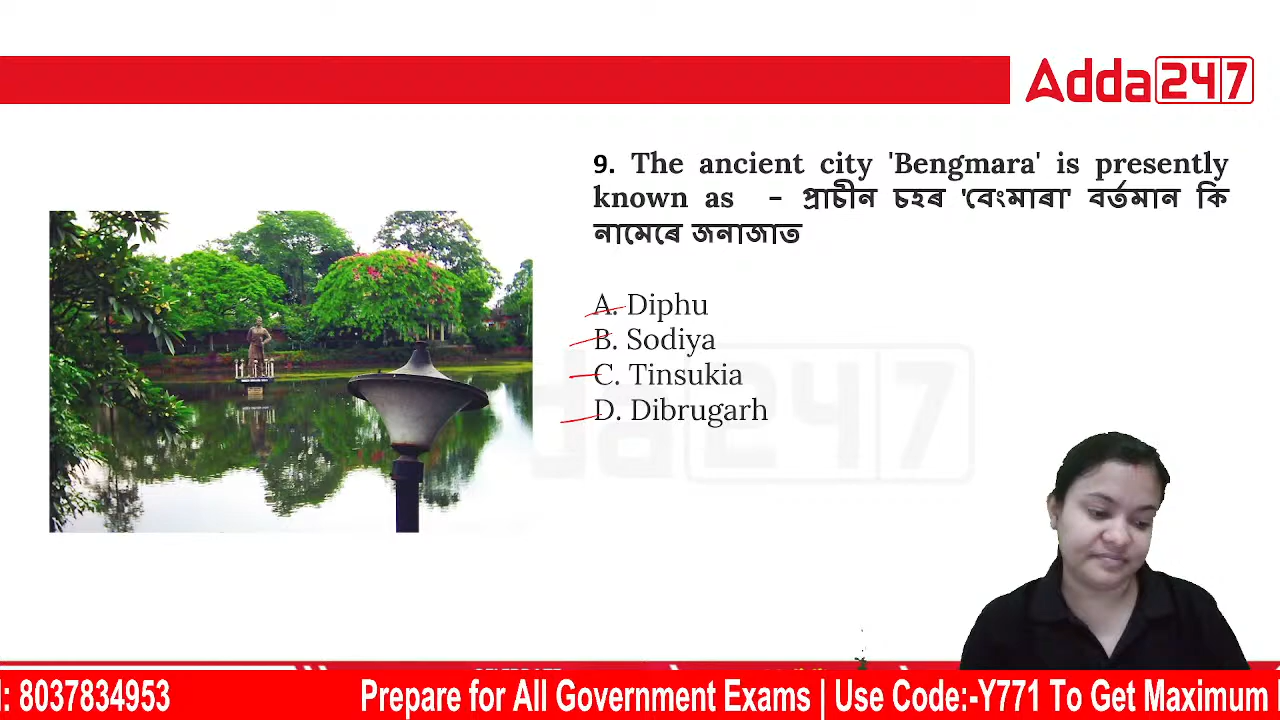 Adda247
9. The ancient city 'Bengmara' is presently
known as - প্ৰাচীন চহৰ 'বেংমাৰা' বৰ্তমান কি
নামেৰে জনাজাত
A. Diphu
B. Sodiya
C. Tinsukia
D. Dibrugarh
: 8037834953 Prepare for All Government Exams | Use Code:-Y771 To Get Maximum